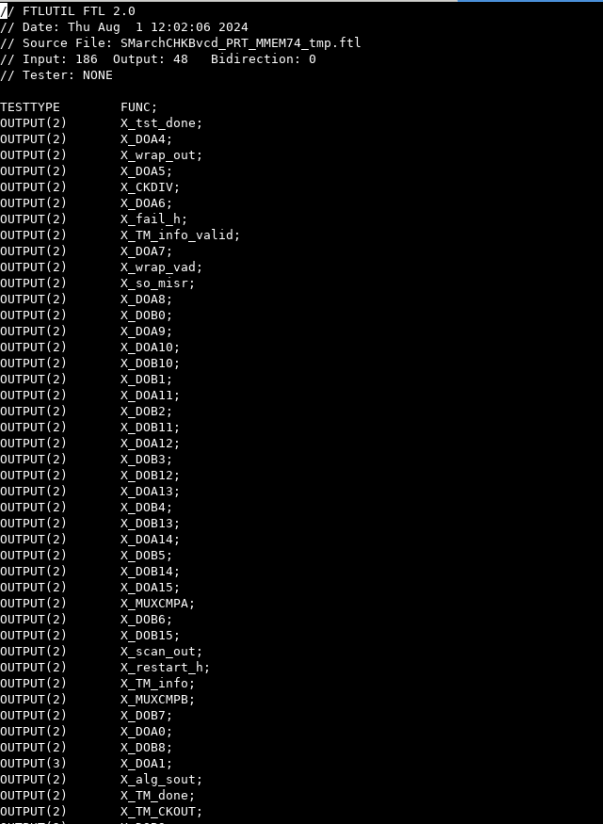 // FTLUTIL FTL 2.0
// Date: Thu Aug  1 12:02:06 2024
// Source File: SMarchCHKBvcd_PRT_MMEM74_tmp.ftl
// Input: 186  Output: 48   Bidirection: 0
// Tester: NONE

TESTTYPE        FUNC;
OUTPUT(2)       X_tst_done;
OUTPUT(2)       X_DOA4;
OUTPUT(2)       X_wrap_out;
OUTPUT(2)       X_DOA5;
OUTPUT(2)       X_CKDIV;
OUTPUT(2)       X_DOA6;
OUTPUT(2)       X_fail_h;
OUTPUT(2)       X_TM_info_valid;
OUTPUT(2)       X_DOA7;
OUTPUT(2)       X_wrap_vad;
OUTPUT(2)       X_so_misr;
OUTPUT(2)       X_DOA8;
OUTPUT(2)       X_DOB0;
OUTPUT(2)       X_DOA9;
OUTPUT(2)       X_DOA10;
OUTPUT(2)       X_DOB10;
OUTPUT(2)       X_DOB1;
OUTPUT(2)       X_DOA11;
OUTPUT(2)       X_DOB2;
OUTPUT(2)       X_DOB11;
OUTPUT(2)       X_DOA12;
OUTPUT(2)       X_DOB3;
OUTPUT(2)       X_DOB12;
OUTPUT(2)       X_DOA13;
OUTPUT(2)       X_DOB4;
OUTPUT(2)       X_DOB13;
OUTPUT(2)       X_DOA14;
OUTPUT(2)       X_DOB5;
OUTPUT(2)       X_DOB14;
OUTPUT(2)       X_DOA15;
OUTPUT(2)       X_MUXCMPA;
OUTPUT(2)       X_DOB6;
OUTPUT(2)       X_DOB15;
OUTPUT(2)       X_scan_out;
OUTPUT(2)       X_restart_h;
OUTPUT(2)       X_TM_info;
OUTPUT(2)       X_MUXCMPB;
OUTPUT(2)       X_DOB7;
OUTPUT(2)       X_DOA0;
OUTPUT(2)       X_DOB8;
OUTPUT(3)       X_DOA1;
OUTPUT(2)       X_alg_sout;
OUTPUT(2)       X_TM_done;
OUTPUT(2)       X_TM_CKOUT;